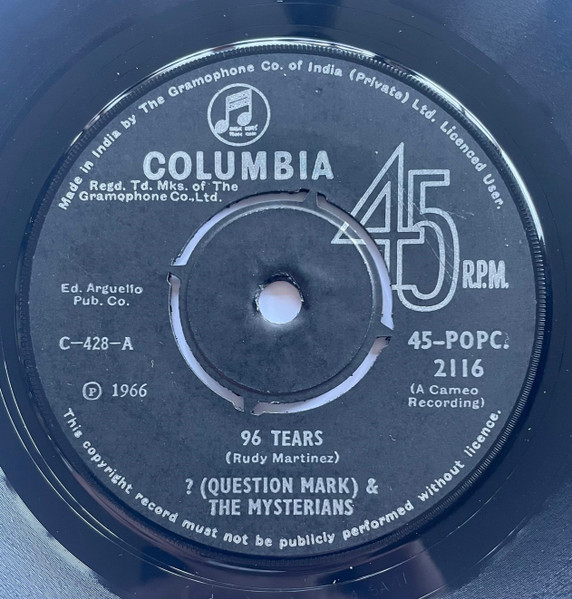 Made in India by The Gramophone Co. of India (Private) Ltd. Licenced User.
COLUMBIA
Regd. Td. Mks. of The
Gramophone Co., Ltd.
45
R.P.M.
Ed. Arguello
Pub. Co.
C-428-A
℗ 1966
45-POPC.
2116
(A Cameo
Recording)
96 TEARS
(Rudy Martinez)
? (QUESTION MARK) &
THE MYSTERIANS
This copyright record must not be publicly performed without licence.